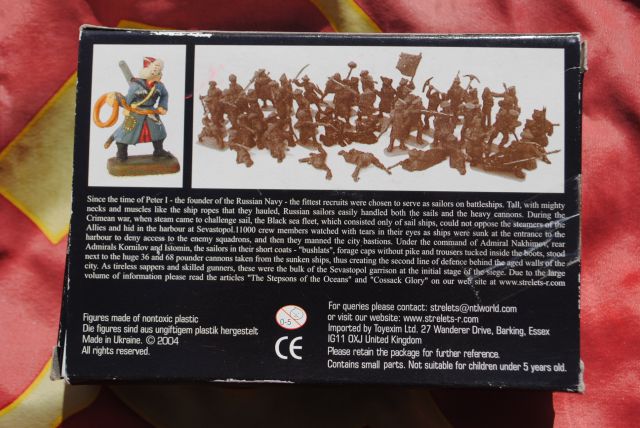 Since the time of Peter I - the founder of the Russian Navy - the fittest recruits were chosen to serve as sailors on battleships. Tall, with mighty
necks and muscles like the ship ropes that they hauled, Russian sailors easily handled both the sails and the heavy cannons. During the
Crimean war, when steam came to challenge sail, the Black sea fleet, which consisted only of sail ships, could not oppose the steamers of the
Allies and hid in the harbour at Sevastopol.11000 crew members watched with tears in their eyes as ships were sunk at the entrance to the
harbour to deny access to the enemy squadrons, and then they manned the city bastions. Under the command of Admiral Nakhimov, rear
Admirals Kornilov and Istomin, the sailors in their short coats - "bushlats", forage caps without pike and trousers tucked inside the boots, stood
next to the huge 36 and 68 pounder cannons taken from the sunken ships, thus creating the second line of defence behind the aged walls of the
city. As tireless sappers and skilled gunners, these were the bulk of the Sevastopol garrison at the initial stage of the siege. Due to the large
volume of information please read the articles "The Stepsons of the Oceans" and "Cossack Glory" on our web site at www.strelets-r.com
Figures made of nontoxic plastic
Die figures sind aus ungiftigem plastik hergestellt
Made in Ukraine. © 2004
All rights reserved.
0-5
CE
For queries please contact: strelets@ntlworld.com
or visit our website: www.strelets-r.com
Imported by Toyexim Ltd. 27 Wanderer Drive, Barking, Essex
IG11 OXJ United Kingdom
Please retain the package for further reference.
Contains small parts. Not suitable for children under 5 years old.